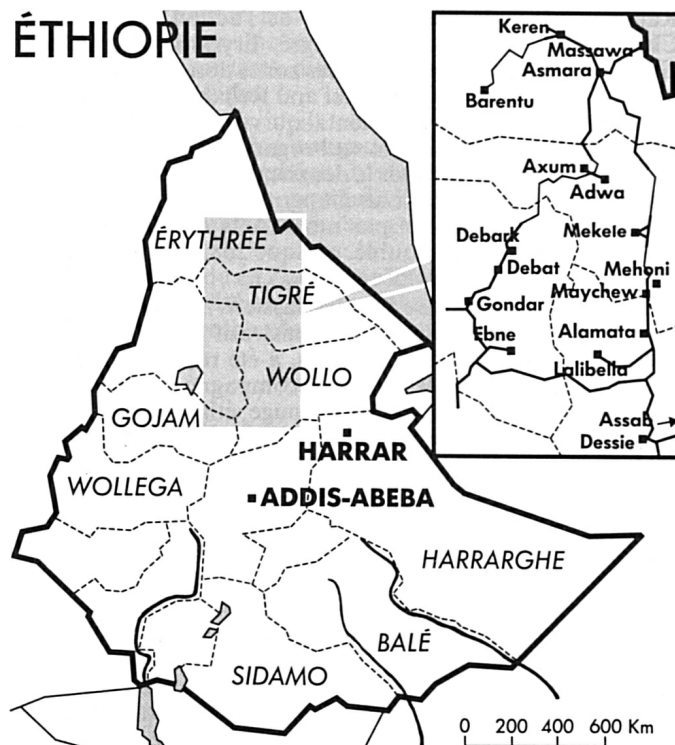 ÉTHIOPIE
Keren
Massawa
Asmara
Barentu
Axum
Adwa
Debark
Mekele
Debat
Mehoni
Maychew
Gondar
Ebne
Alamata
Lalibella
Assab
Dessie
ÉRYTHRÉE
TIGRÉ
WOLLO
GOJAM
HARRAR
WOLLEGA
ADDIS-ABEBA
HARRARGHE
BALÉ
SIDAMO
0 200 400 600 Km